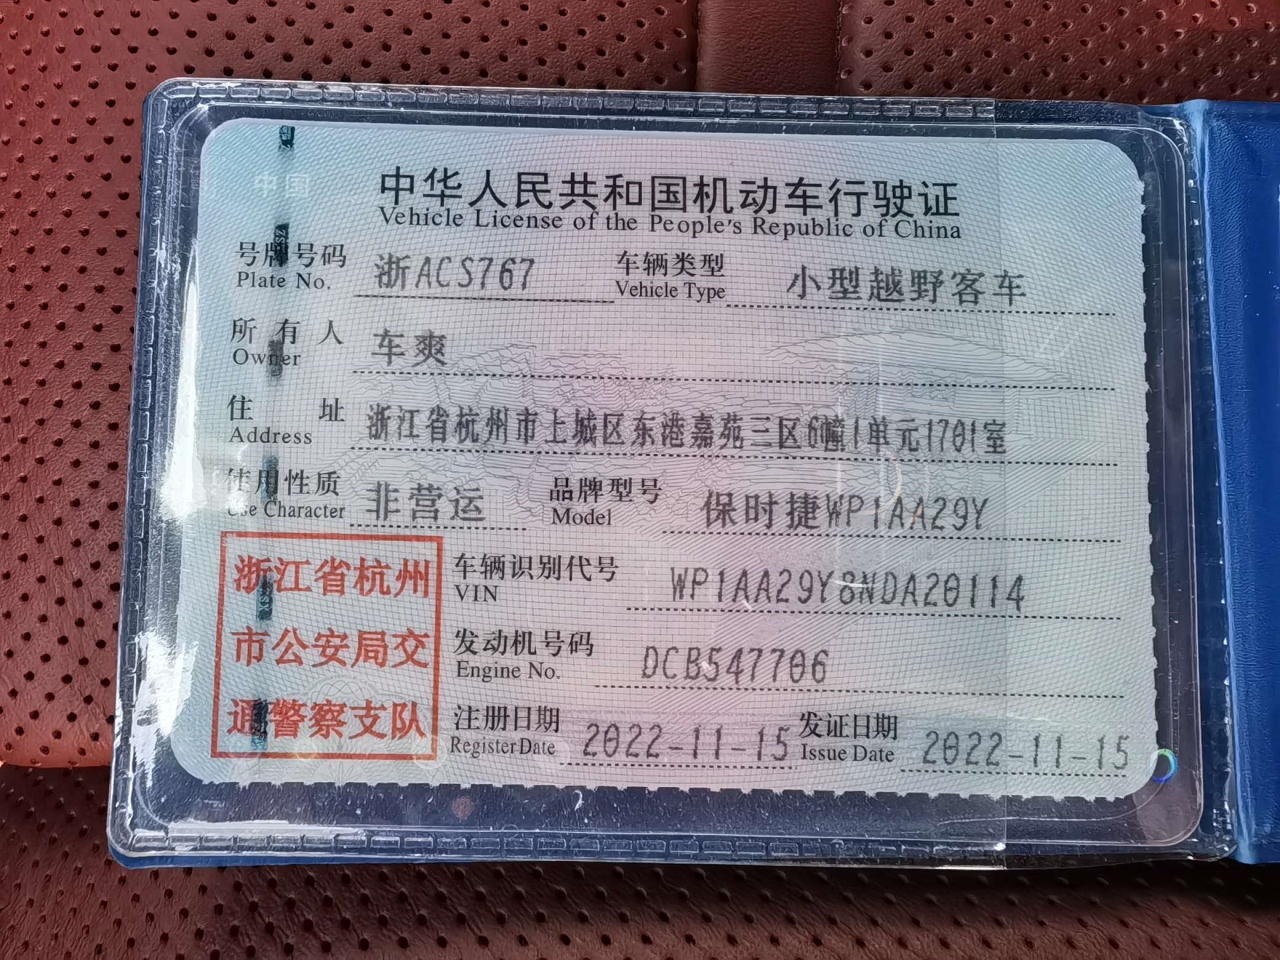 中国
中华人民共和国机动车行驶证
Vehicle License of the People's Republic of China
号牌号码 浙ACS767 车辆类型 小型越野客车
Plate No. Vehicle Type
所有人 车爽
Owner
住址 浙江省杭州市上城区东港嘉苑三区6幢1单元1701室
Address
使用性质 非营运 品牌型号 保时捷WP1AA29Y
Use Character Model
浙江省杭州
市公安局交
通警察支队
车辆识别代号 WP1AA29Y8NDA20114
VIN
发动机号码 DCB547706
Engine No.
注册日期 2022-11-15 发证日期 2022-11-15
Register Date Issue Date